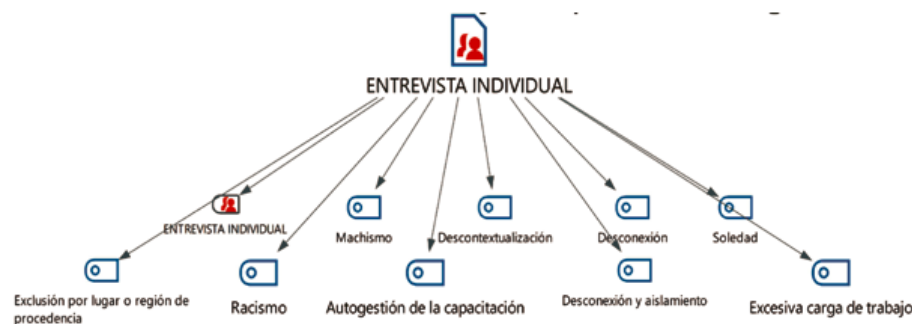 ENTREVISTA INDIVIDUAL
ENTREVISTA INDIVIDUAL
Machismo
Descontextualización
Desconexión
Soledad
Exclusión por lugar o región de
procedencia
Racismo
Autogestión de la capacitación
Desconexión y aislamiento
Excesiva carga de trabajo